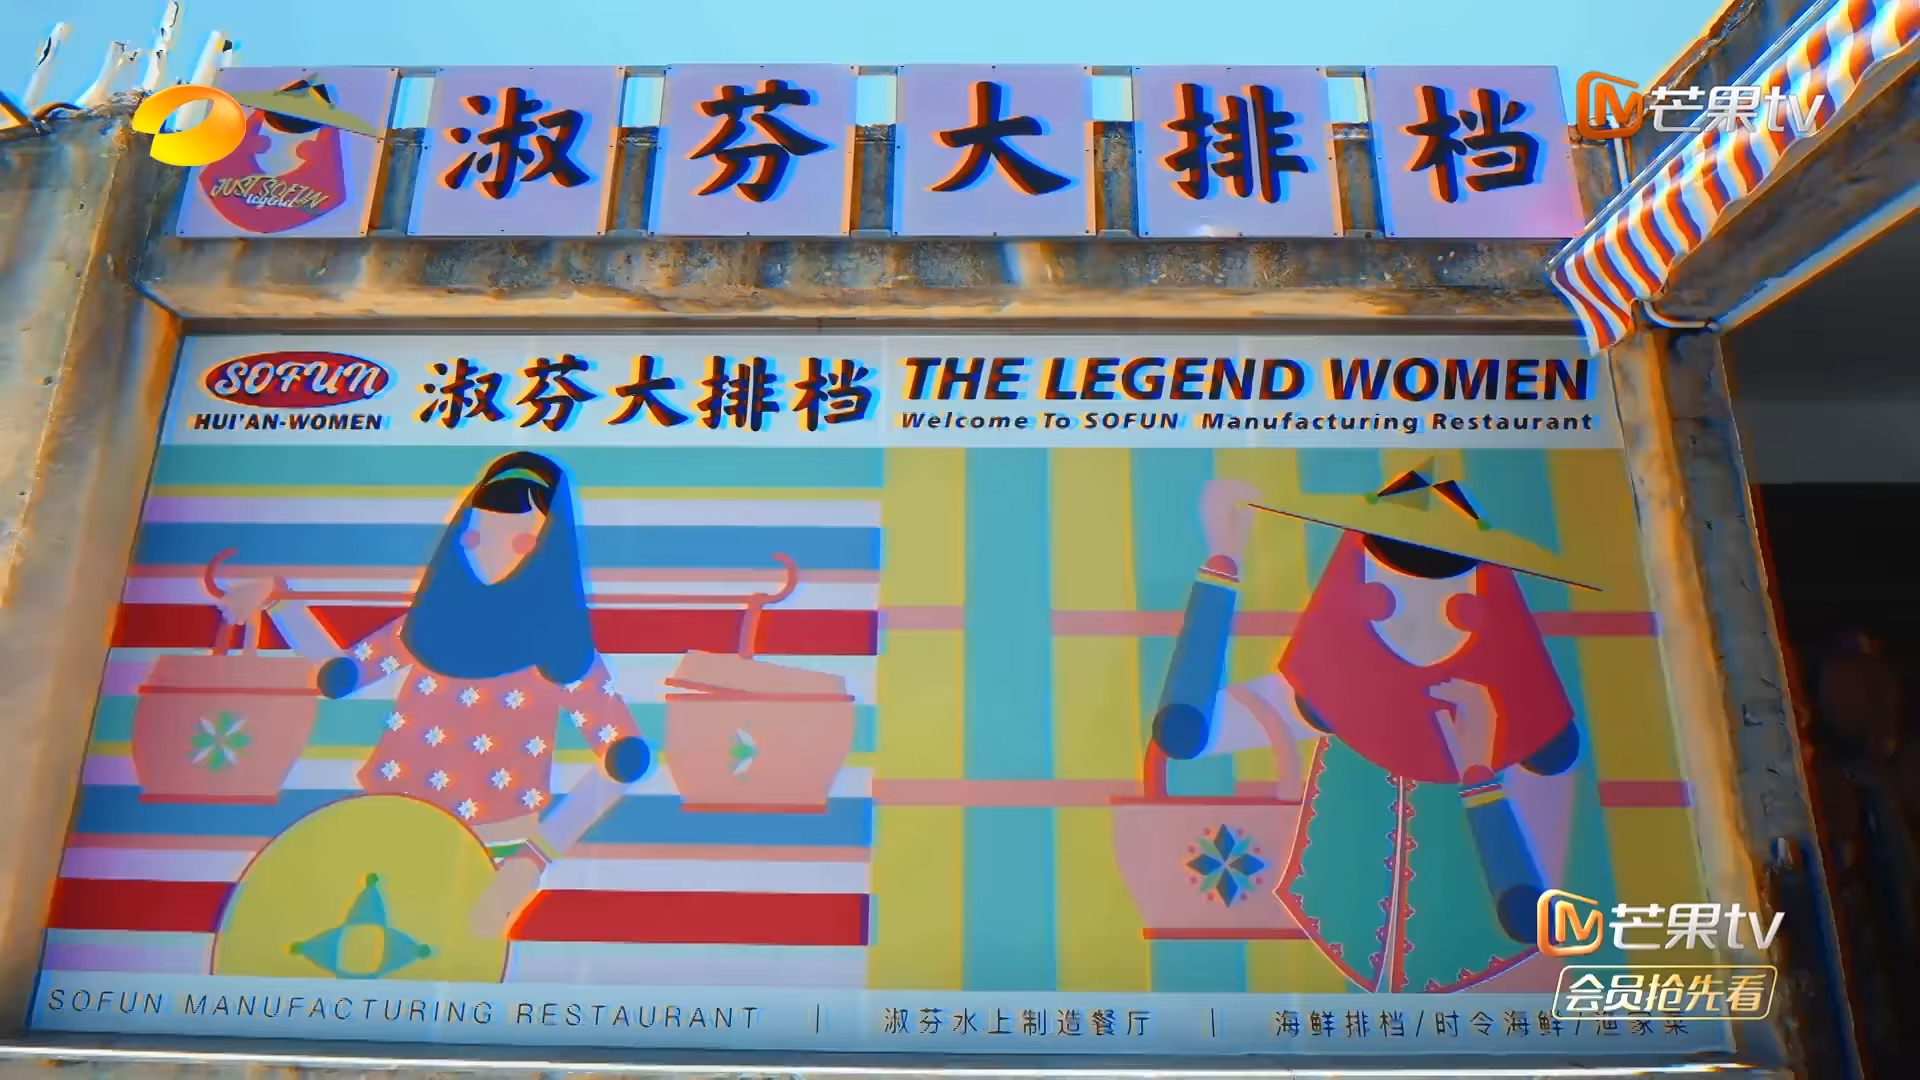 淑芬大排档
JUST SOFUN
legend
芒果tv
SOFUN
HUI'AN-WOMEN
淑芬大排档
THE LEGEND WOMEN
Welcome To SOFUN Manufacturing Restaurant
芒果tv
会员抢先看
SOFUN MANUFACTURING RESTAURANT | 淑芬水上制造餐厅 | 海鲜排档/时令海鲜/渔家菜